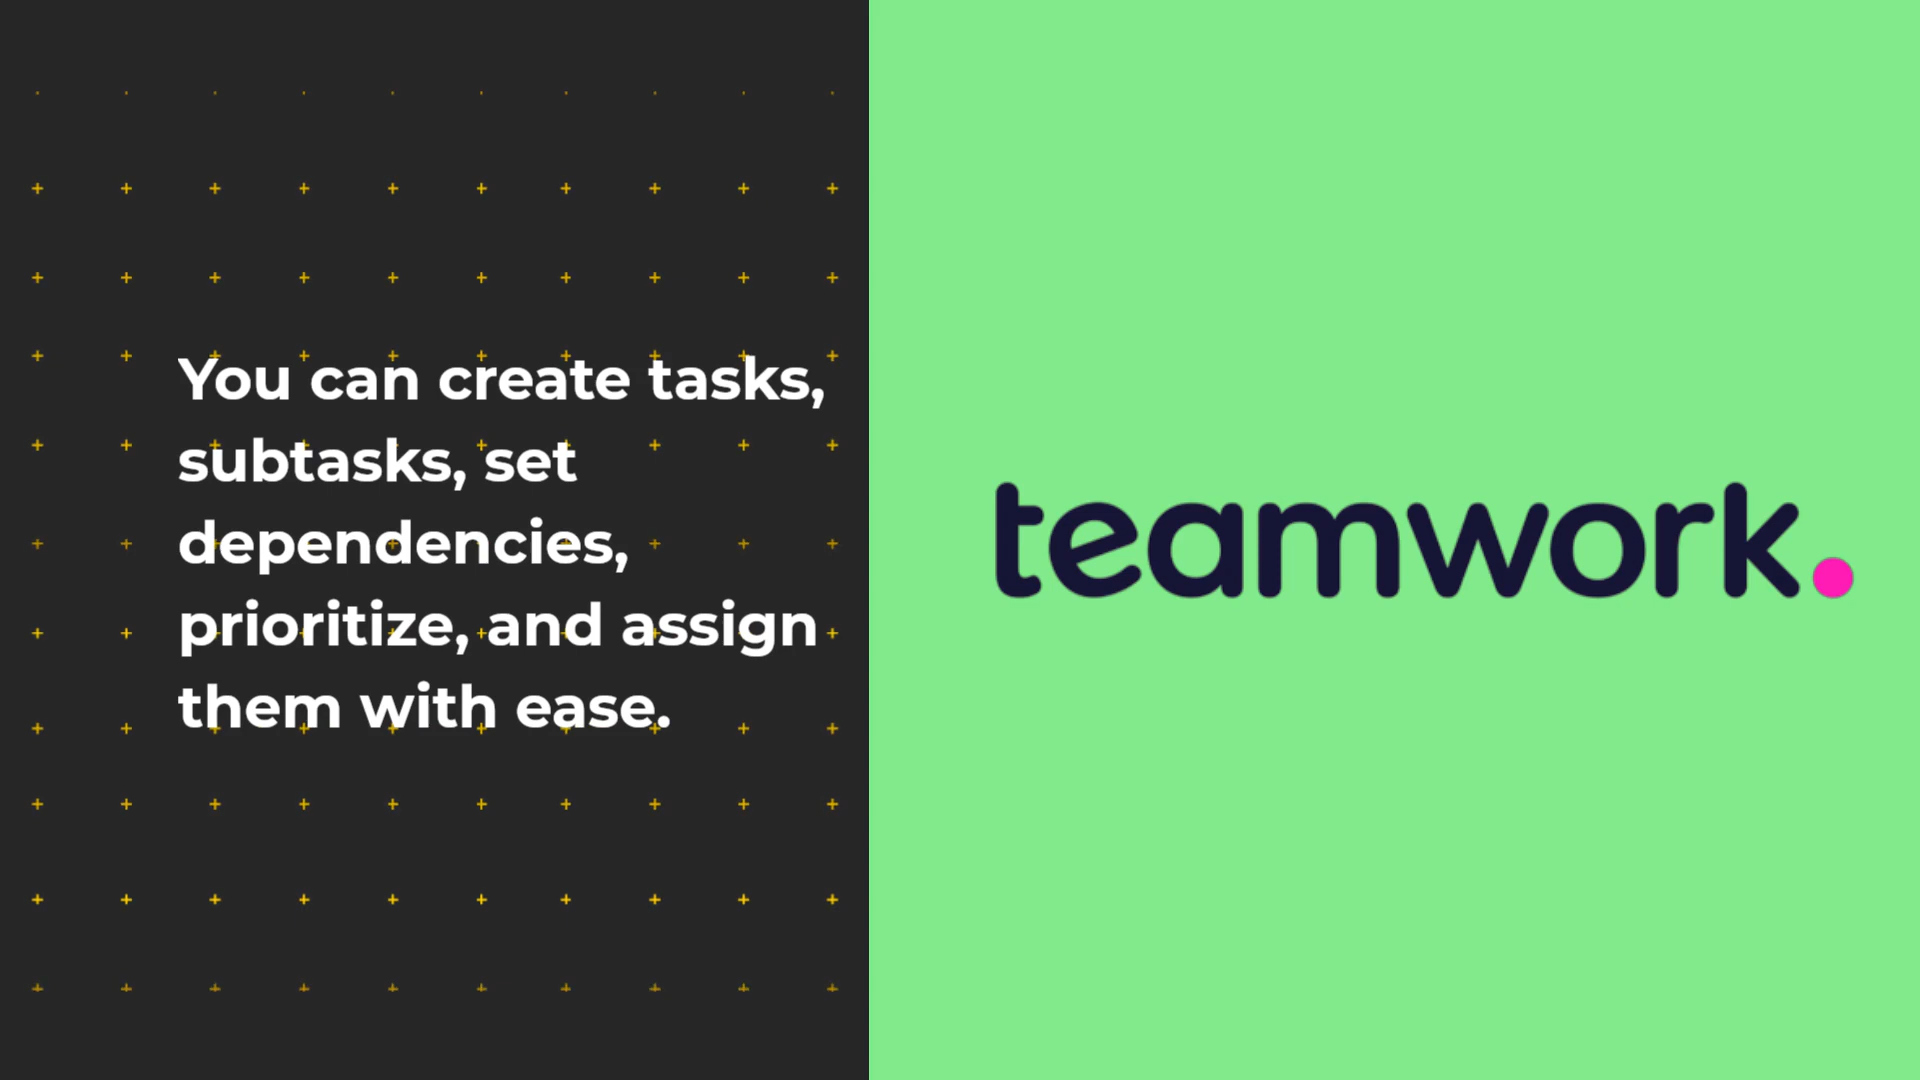 You can create tasks,
subtasks, set
dependencies,
prioritize, and assign
them with ease.
teamwork.